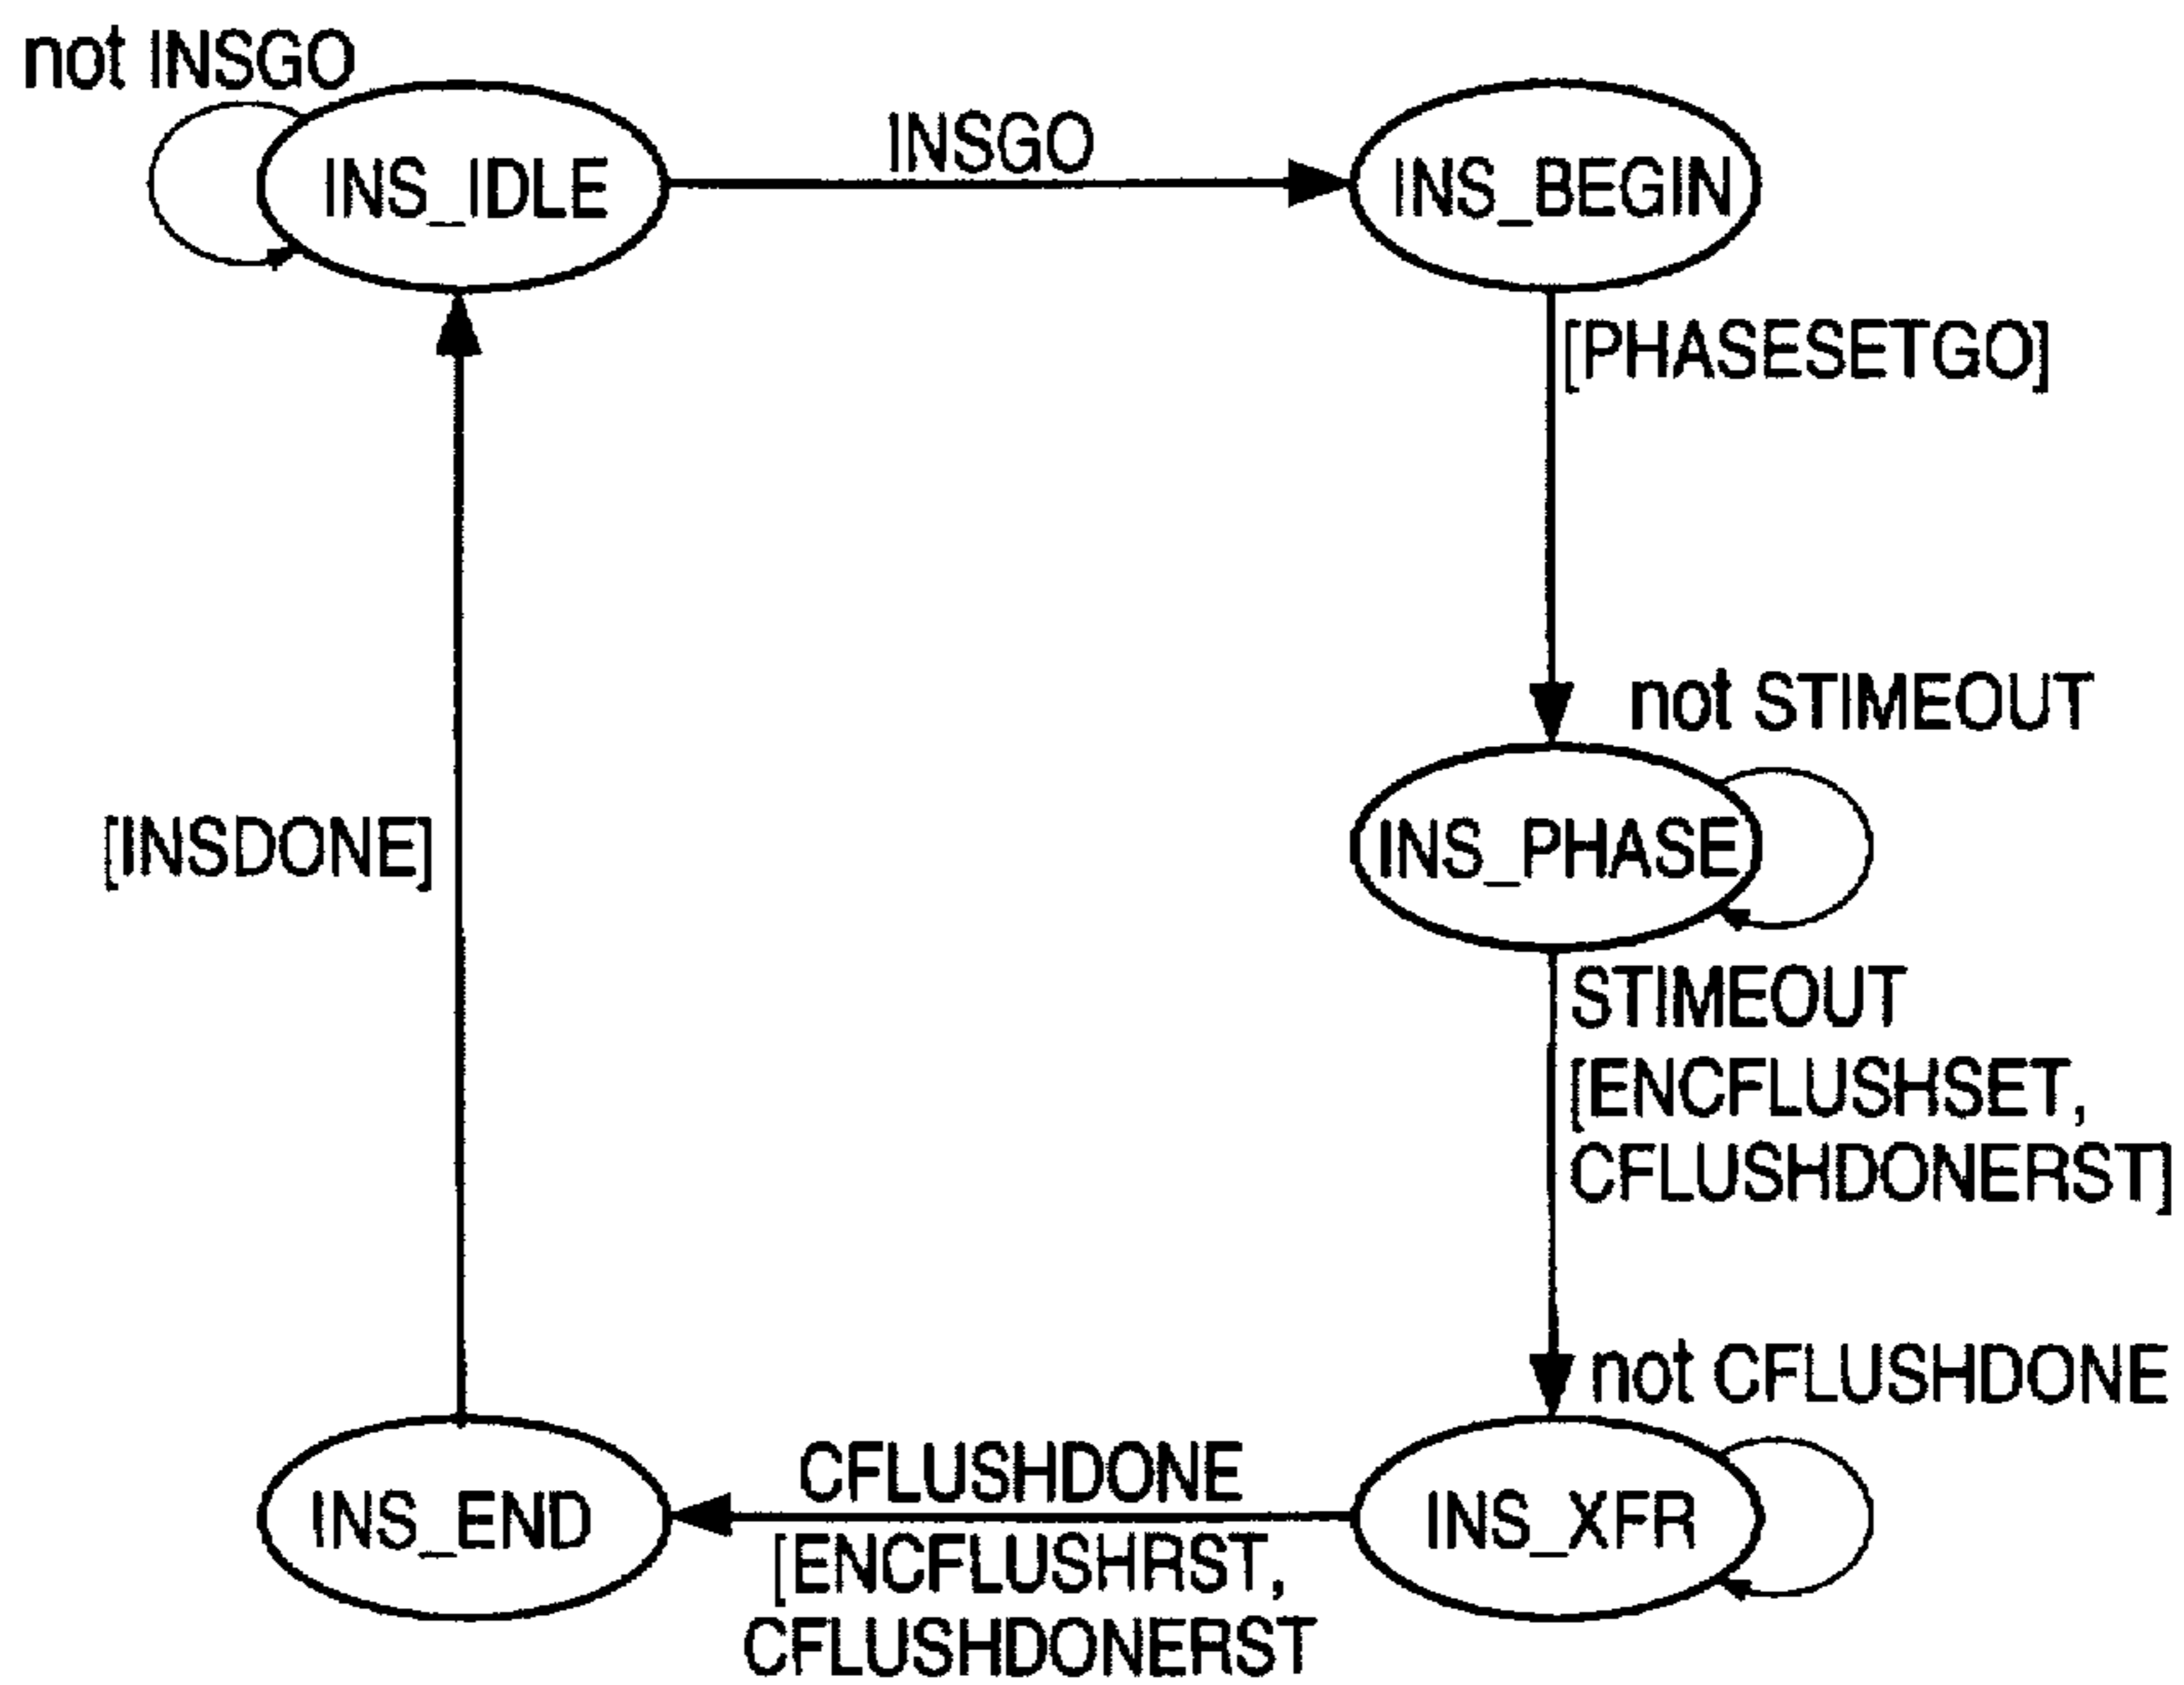 not INSGO
INS_IDLE
INSGO
INS_BEGIN
[PHASESETGO]
not STIMEOUT
INS_PHASE
[INSDONE]
STIMEOUT
[ENCFLUSHSET,
CFLUSHDONERST]
not CFLUSHDONE
INS_XFR
CFLUSHDONE
[ENCFLUSHRST,
CFLUSHDONERST
INS_END